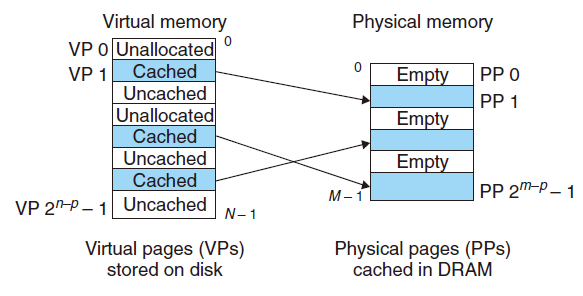 Virtual memory
Physical memory
VP 0 Unallocated 0
VP 1 Cached
Uncached
Unallocated
Cached
Uncached
Cached
VP 2ⁿ⁻ᵖ – 1 Uncached
N – 1
0
Empty PP 0
PP 1
Empty
Empty
M – 1
PP 2ᵐ⁻ᵖ – 1
Virtual pages (VPs)
stored on disk
Physical pages (PPs)
cached in DRAM